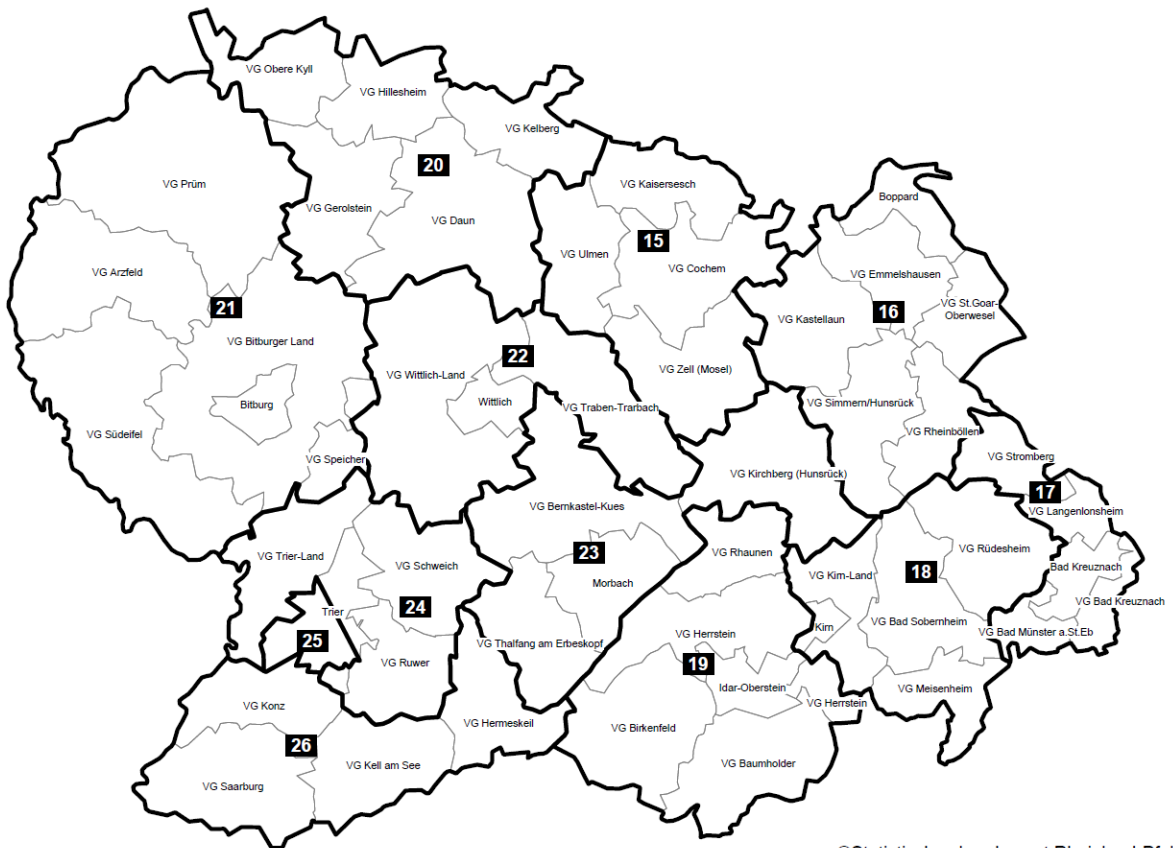 VG Obere Kyll
VG Hillesheim
VG Kelberg
20
VG Prüm
VG Kaisersesch
Boppard
VG Gerolstein
VG Daun
15
VG Ulmen
VG Arzfeld
VG Cochem
VG Emmelshausen
21
16
VG St.Goar-
Oberwesel
VG Kastellaun
VG Bitburger Land
22
VG Wittlich-Land
VG Zell (Mosel)
Bitburg
Wittlich
VG Traben-Trarbach
VG Simmern/Hunsrück
VG Südeifel
VG Rheinböllen
VG Speicher
VG Stromberg
VG Kirchberg (Hunsrück)
17
VG Bernkastel-Kues
VG Langenlonsheim
VG Trier-Land
23
VG Rhaunen
VG Rüdesheim
VG Schweich
Morbach
VG Kirn-Land
18
Bad Kreuznach
24
VG Bad Kreuznach
Trier
Kirn
VG Bad Sobernheim
25
VG Thalfang am Erbeskopf
VG Herrstein
VG Bad Münster a.St.Eb
VG Ruwer
19
Idar-Oberstein
VG Meisenheim
VG Konz
VG Herrstein
VG Hermeskeil
VG Birkenfeld
26
VG Kell am See
VG Baumholder
VG Saarburg